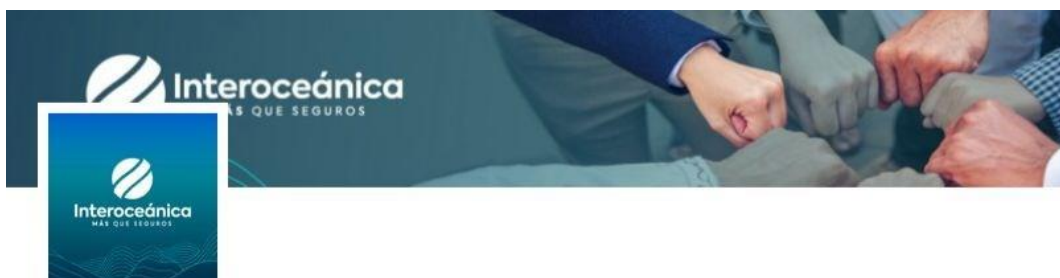 Interoceánica
ÁS QUE SEGUROS
Interoceánica
MÁS QUE SEGUROS